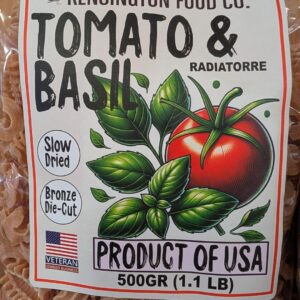 KENSINGTON FOOD CO.
TOMATO &
BASIL
RADIATORRE
Slow
Dried
Bronze
Die-Cut
VETERAN
PRODUCT OF USA
500GR (1.1 LB)